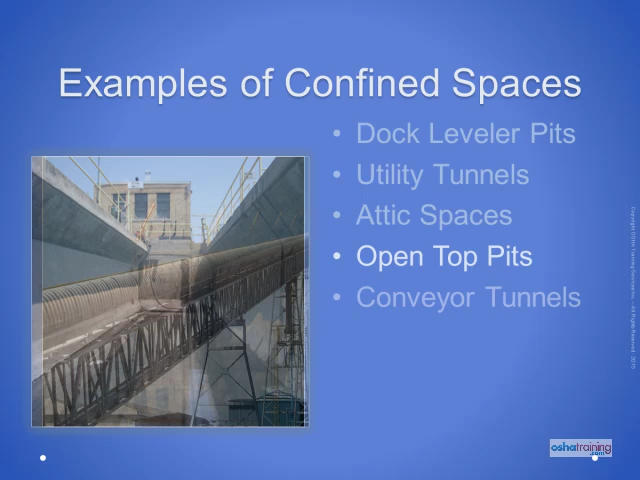 Examples of Confined Spaces
• Dock Leveler Pits
• Utility Tunnels
• Attic Spaces
• Open Top Pits
• Conveyor Tunnels
oshatraining
.com